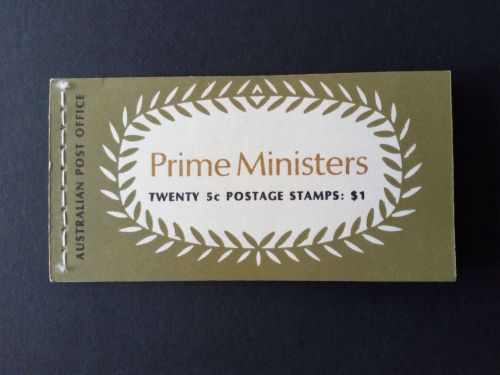 AUSTRALIAN POST OFFICE
Prime Ministers
TWENTY 5c POSTAGE STAMPS: $1